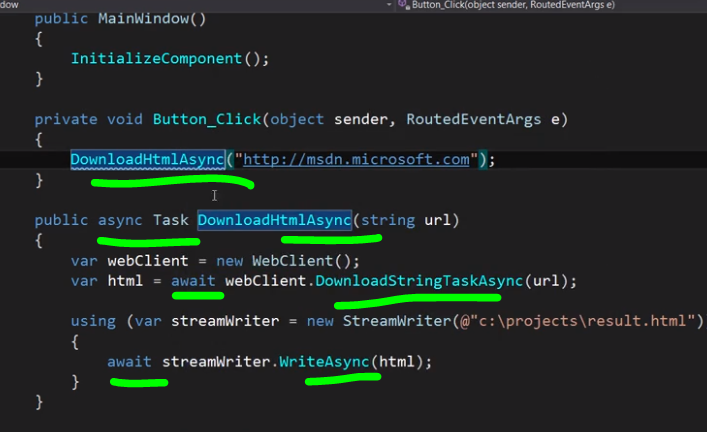 dow
Button_Click(object sender, RoutedEventArgs e)
public MainWindow()
{
InitializeComponent();
}
private void Button_Click(object sender, RoutedEventArgs e)
{
DownloadHtmlAsync("http://msdn.microsoft.com");
}
public async Task DownloadHtmlAsync(string url)
{
var webClient = new WebClient();
var html = await webClient.DownloadStringTaskAsync(url);
using (var streamWriter = new StreamWriter(@"c:\projects\result.html")
{
await streamWriter.WriteAsync(html);
}
}